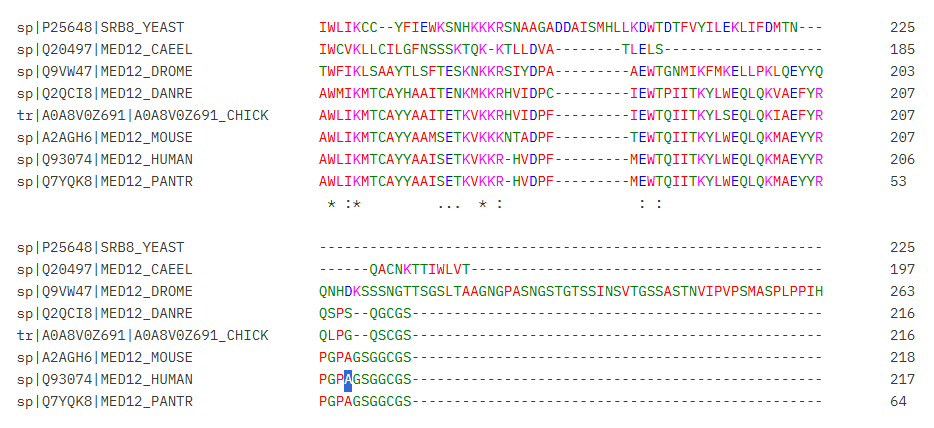 sp|P25648|SRB8_YEAST IWLIKCC--YFIEWKSNHKKKRSNAAGADDAISMHLLKDWTDTFVYILEKLIFDMTN--- 225
sp|Q20497|MED12_CAEEL IWCVKLLCILGFNSSSKTQK-KTLLDVA--------TLELS------------------- 185
sp|Q9VW47|MED12_DROME TWFIKLSAAYTLSFTESKNKKRSIYDPA---------AEWTGNMIKFMKELLPKLQEYYQ 203
sp|Q2QCI8|MED12_DANRE AWMIKMTCAYHAAITENKMKKRHVIDPC---------IEWTPIITKYLWEQLQKVAEFYR 207
tr|A0A8V0Z691|A0A8V0Z691_CHICK AWLIKMTCAYYAAITETKVKKRHVIDPF---------IEWTQIITKYLSEQLQKIAEFYR 207
sp|A2AGH6|MED12_MOUSE AWLIKMTCAYYAAMSETKVKKKNTADPF---------TEWTQIITKYLWEQLQKMAEYYR 207
sp|Q93074|MED12_HUMAN AWLIKMTCAYYAAISETKVKKR-HVDPF---------MEWTQIITKYLWEQLQKMAEYYR 206
sp|Q7YQK8|MED12_PANTR AWLIKMTCAYYAAISETKVKKR-HVDPF---------MEWTQIITKYLWEQLQKMAEYYR 53
* :*         ...  * :                : :
sp|P25648|SRB8_YEAST ------------------------------------------------------------ 225
sp|Q20497|MED12_CAEEL ------QACNKTTIWLVT------------------------------------------ 197
sp|Q9VW47|MED12_DROME QNHDKSSSNGTTSGSLTAAGNGPASNGSTGTSSINSVTGSSASTNVIPVPSMASPLPPIH 263
sp|Q2QCI8|MED12_DANRE QSPS--QGCGS------------------------------------------------- 216
tr|A0A8V0Z691|A0A8V0Z691_CHICK QLPG--QSCGS------------------------------------------------- 216
sp|A2AGH6|MED12_MOUSE PGPAGSGGCGS------------------------------------------------- 218
sp|Q93074|MED12_HUMAN PGPAGSGGCGS------------------------------------------------- 217
sp|Q7YQK8|MED12_PANTR PGPAGSGGCGS------------------------------------------------- 64